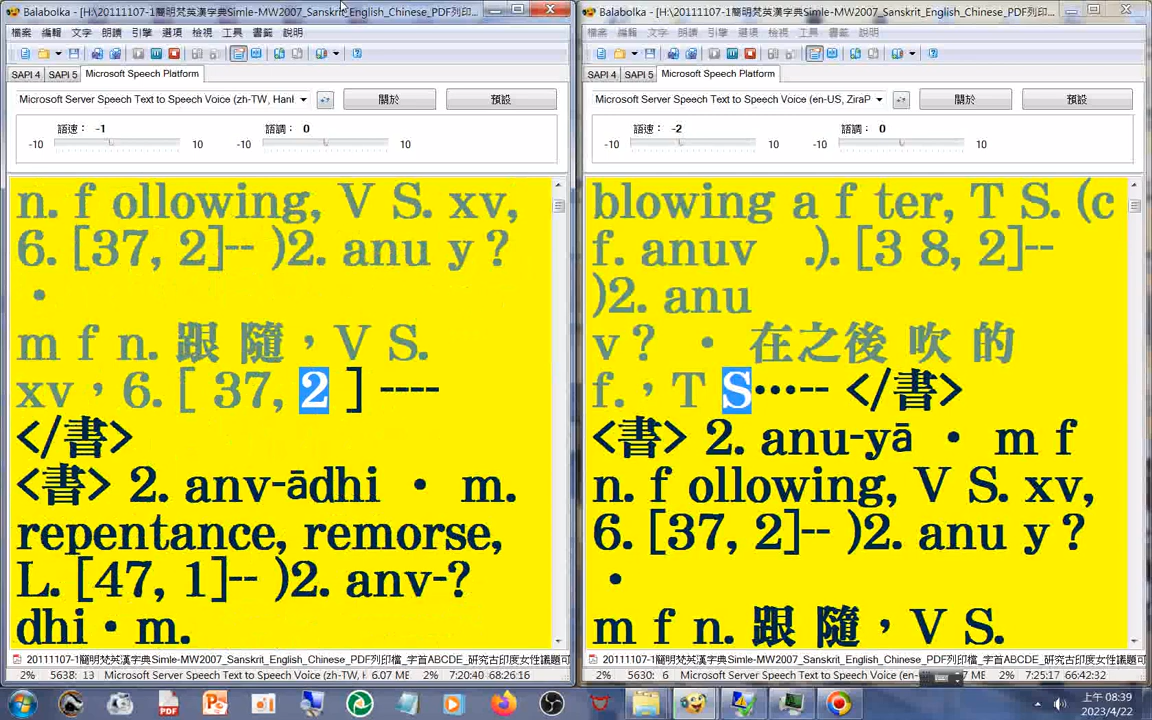 Balabolka - [H:\20111107-1簡明梵英漢字典Simle-MW2007_Sanskrit_English_Chinese_PDF列印...
檔案 編輯 文字 朗讀 引擎 選項 檢視 工具 書籤 說明
SAPI 4 SAPI 5 Microsoft Speech Platform
Microsoft Server Speech Text to Speech Voice (zh-TW, HanI 關於 預設
語速： -1 語調： 0
-10 10 -10 10
n. f ollowing, V S. xv,
6. [37, 2]-- )2. anu y ?
•
m f n. 跟 隨，V S.
xv，6. [ 37, 2 ] ----
</書>
<書> 2. anv-ādhi • m.
repentance, remorse,
L. [47, 1]-- )2. anv-?
dhi • m.
20111107-1簡明梵英漢字典Simle-MW2007_Sanskrit_English_Chinese_PDF列印檔_字首ABCDE_研究古印度女性議題可
2% 5638: 13 Microsoft Server Speech Text to Speech Voice (zh-TW, H 6.07 ME 2% 7:20:40 68:26:16
Balabolka - [H:\20111107-1簡明梵英漢字典Simle-MW2007_Sanskrit_English_Chinese_PDF列印...
檔案 編輯 文字 朗讀 引擎 選項 檢視 工具 書籤 說明
SAPI 4 SAPI 5 Microsoft Speech Platform
Microsoft Server Speech Text to Speech Voice (en-US, ZiraP 關於 預設
語速： -2 語調： 0
-10 10 -10 10
blowing a f ter, T S. (c
f. anuv .). [3 8, 2]--
)2. anu
v ? • 在之後 吹 的
f.，T S…-- </書>
<書> 2. anu-yā • m f
n. f ollowing, V S. xv,
6. [37, 2]-- )2. anu y ?
•
m f n. 跟 隨，V S.
20111107-1簡明梵英漢字典Simle-MW2007_Sanskrit_English_Chinese_PDF列印檔_字首ABCDE_研究古印度女性議題可
2% 5630: 6 Microsoft Server Speech Text to Speech Voice 2% 7:25:17 66:42:32
上午 08:39
2023/4/22